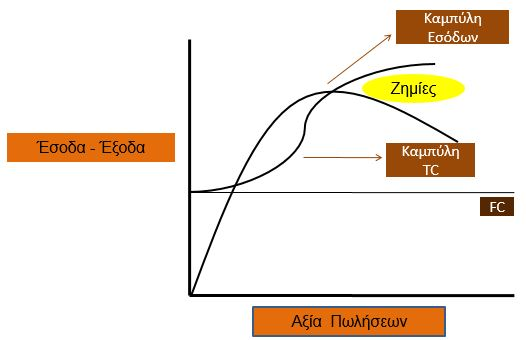 Καμπύλη
Εσόδων
Ζημίες
Έσοδα - Έξοδα
Καμπύλη
TC
FC
Αξία Πωλήσεων